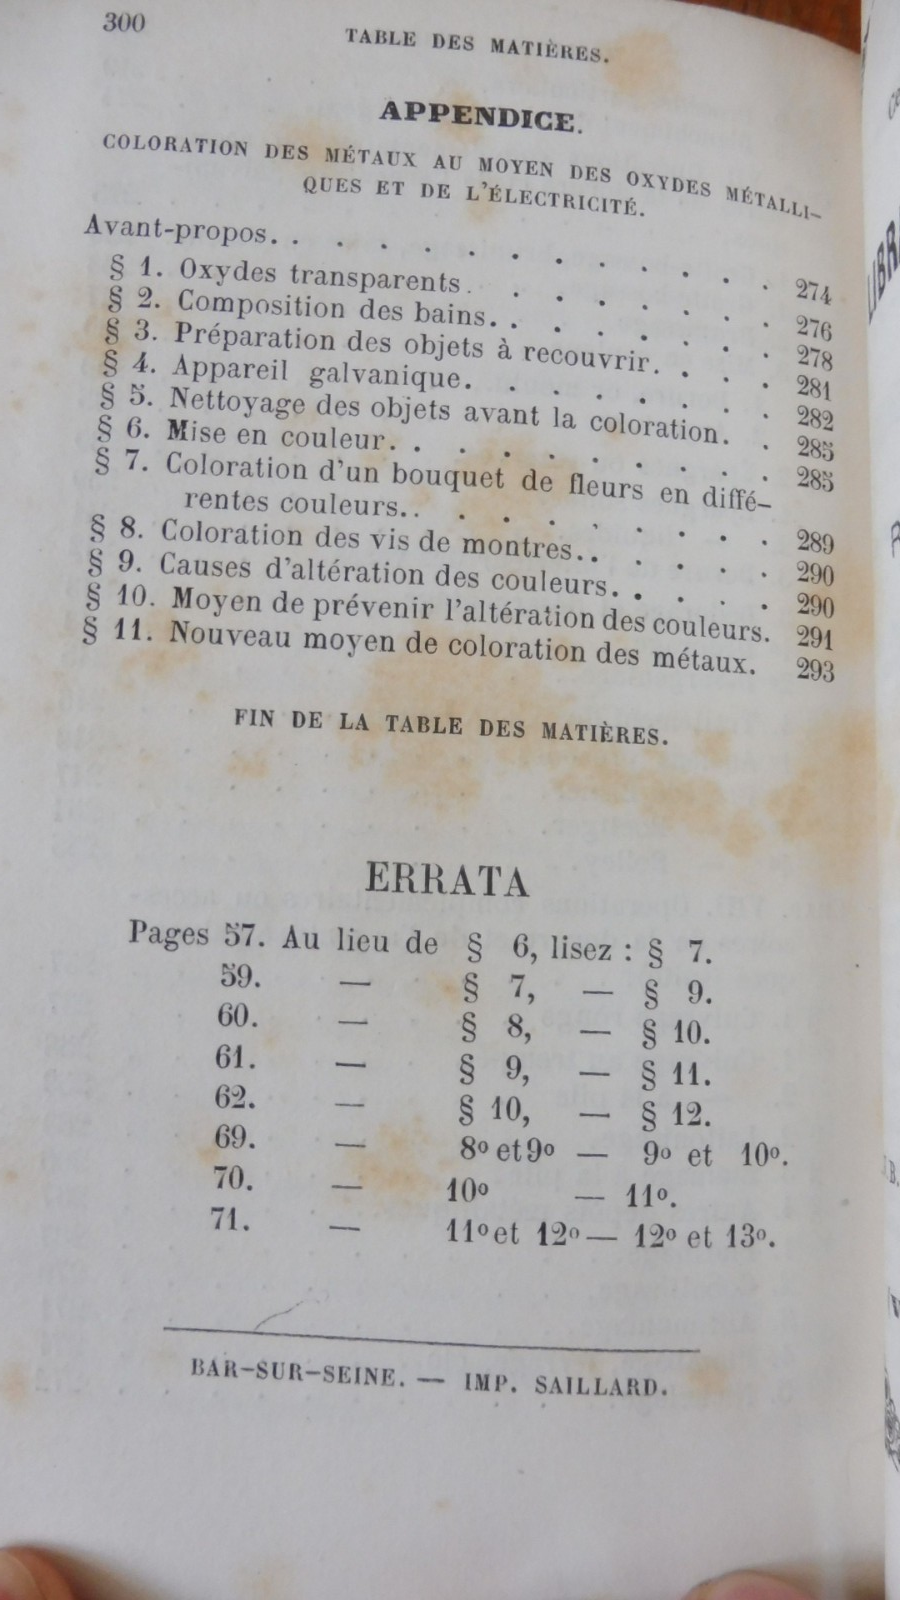 300
TABLE DES MATIÈRES.
APPENDICE.
COLORATION DES MÉTAUX AU MOYEN DES OXYDES MÉTALLI-
QUES ET DE L'ÉLECTRICITÉ.
Avant-propos. . . . . . . . . . . . . 274
§ 1. Oxydes transparents . . . . . . . . 276
§ 2. Composition des bains. . . . . . . . 278
§ 3. Préparation des objets à recouvrir. . . . 281
§ 4. Appareil galvanique. . . . . . . . . 282
§ 5. Nettoyage des objets avant la coloration. . 285
§ 6. Mise en couleur. . . . . . . . . . 285
§ 7. Coloration d'un bouquet de fleurs en diffé-
rentes couleurs. . . . . . . . . . 289
§ 8. Coloration des vis de montres. . . . . . 290
§ 9. Causes d'altération des couleurs. . . . . 290
§ 10. Moyen de prévenir l'altération des couleurs. 291
§ 11. Nouveau moyen de coloration des métaux. 293
FIN DE LA TABLE DES MATIÈRES.
ERRATA
Pages 57. Au lieu de § 6, lisez : § 7.
59. — § 7, — § 9.
60. — § 8, — § 10.
61. — § 9, — § 11.
62. — § 10, — § 12.
69. — 8º et 9º — 9º et 10º.
70. — 10º — 11º.
71. — 11º et 12º — 12º et 13º.
BAR-SUR-SEINE. — IMP. SAILLARD.